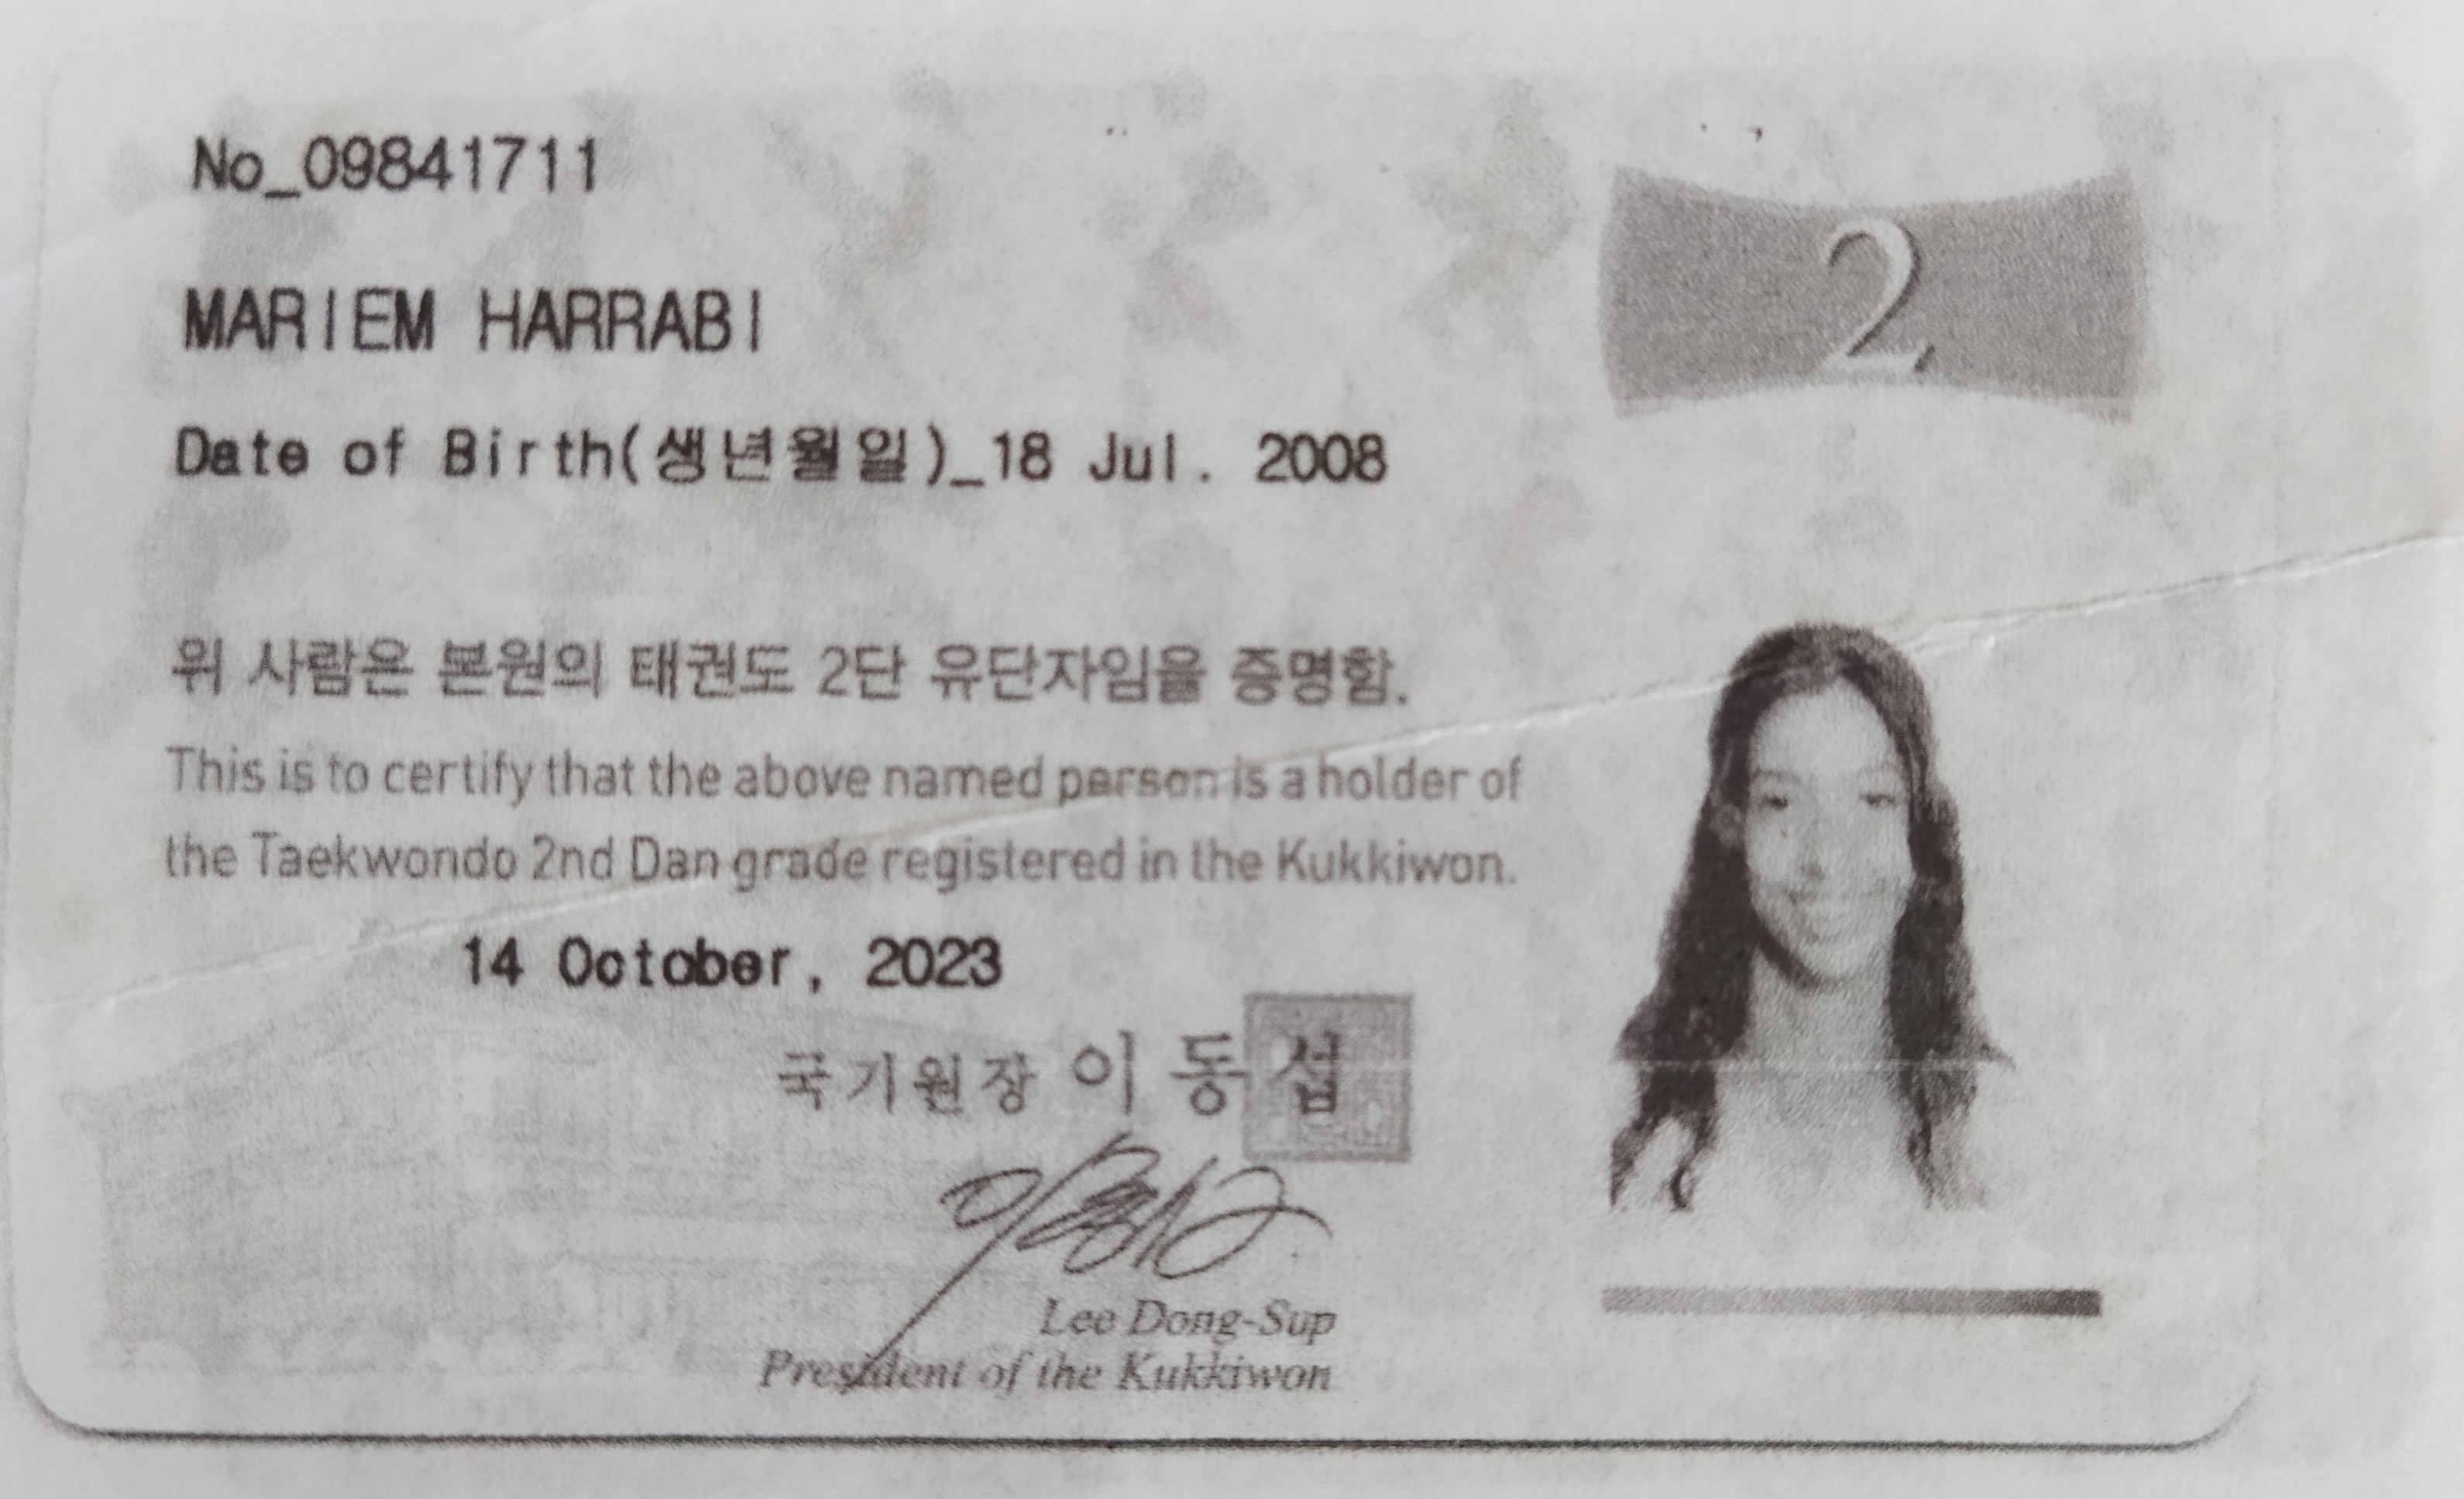 No_09841711
2
MARIEM HARRABI
Date of Birth(생년월일)_18 Jul. 2008
위 사람은 본원의 태권도 2단 유단자임을 증명함.
This is to certify that the above named person is a holder of
the Taekwondo 2nd Dan grade registered in the Kukkiwon.
14 October, 2023
국기원장 이동섭
Lee Dong-Sup
President of the Kukkiwon